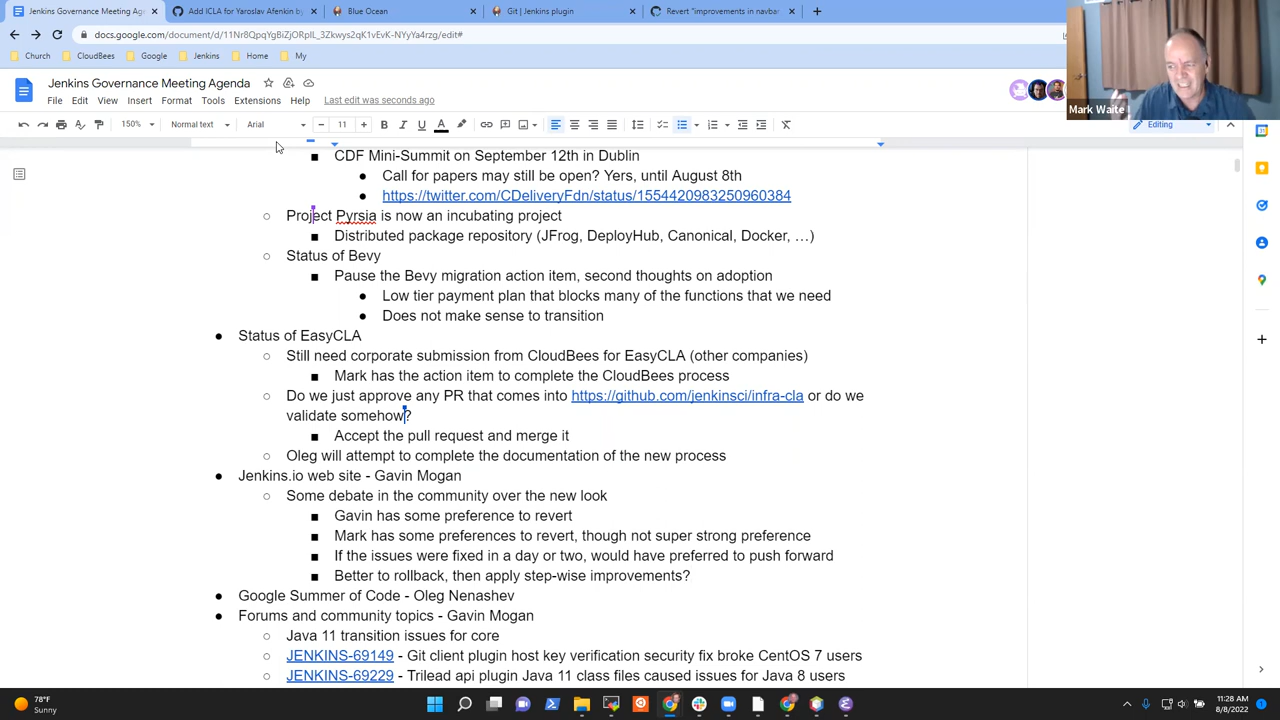 Jenkins Governance Meeting Agen
Add ICLA for Yaroslav Afenkin by
Blue Ocean
Git | Jenkins plugin
Revert "improvements in navbar
docs.google.com/document/d/11Nr8QpqYgBiZjORpIL_3Zkwys2qK1vEvK-NYyYa4rzg/edit#
Church
CloudBees
Google
Jenkins
Home
My
Jenkins Governance Meeting Agenda
File Edit View Insert Format Tools Extensions Help Last edit was seconds ago
150% Normal text Arial 11 Editing
Mark Waite
CDF Mini-Summit on September 12th in Dublin
Call for papers may still be open? Yers, until August 8th
https://twitter.com/CDeliveryFdn/status/1554420983250960384
Project Pyrsia is now an incubating project
Distributed package repository (JFrog, DeployHub, Canonical, Docker, …)
Status of Bevy
Pause the Bevy migration action item, second thoughts on adoption
Low tier payment plan that blocks many of the functions that we need
Does not make sense to transition
Status of EasyCLA
Still need corporate submission from CloudBees for EasyCLA (other companies)
Mark has the action item to complete the CloudBees process
Do we just approve any PR that comes into https://github.com/jenkinsci/infra-cla or do we
validate somehow?
Accept the pull request and merge it
Oleg will attempt to complete the documentation of the new process
Jenkins.io web site - Gavin Mogan
Some debate in the community over the new look
Gavin has some preference to revert
Mark has some preferences to revert, though not super strong preference
If the issues were fixed in a day or two, would have preferred to push forward
Better to rollback, then apply step-wise improvements?
Google Summer of Code - Oleg Nenashev
Forums and community topics - Gavin Mogan
Java 11 transition issues for core
JENKINS-69149 - Git client plugin host key verification security fix broke CentOS 7 users
JENKINS-69229 - Trilead api plugin Java 11 class files caused issues for Java 8 users
78°F
Sunny
11:28 AM
8/8/2022